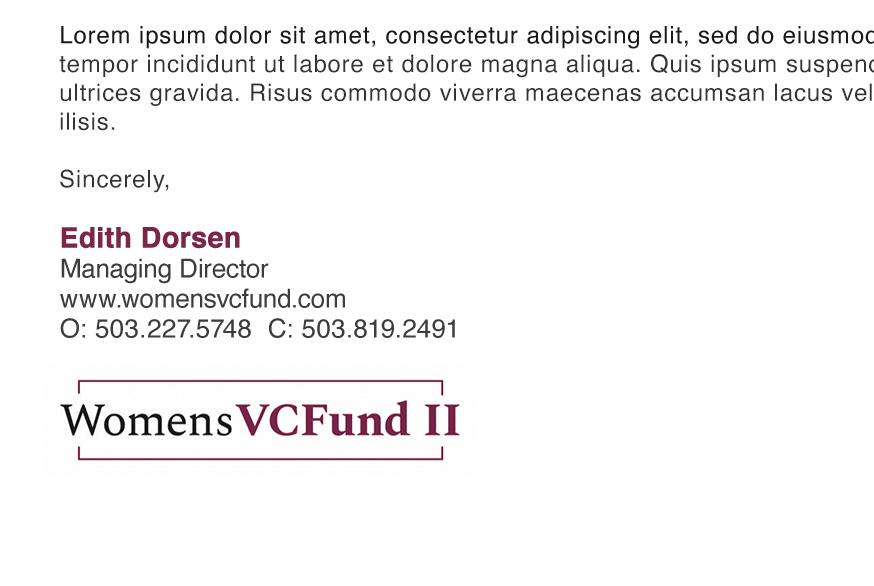 Lorem ipsum dolor sit amet, consectetur adipiscing elit, sed do eiusmod
tempor incididunt ut labore et dolore magna aliqua. Quis ipsum
ultrices gravida. Risus commodo viverra maecenas accumsan lacus vel
ilisis.
Sincerely,
Edith Dorsen
Managing Director
www.womensvcfund.com
O: 503.227.5748 C: 503.819.2491
WomensVCFund II